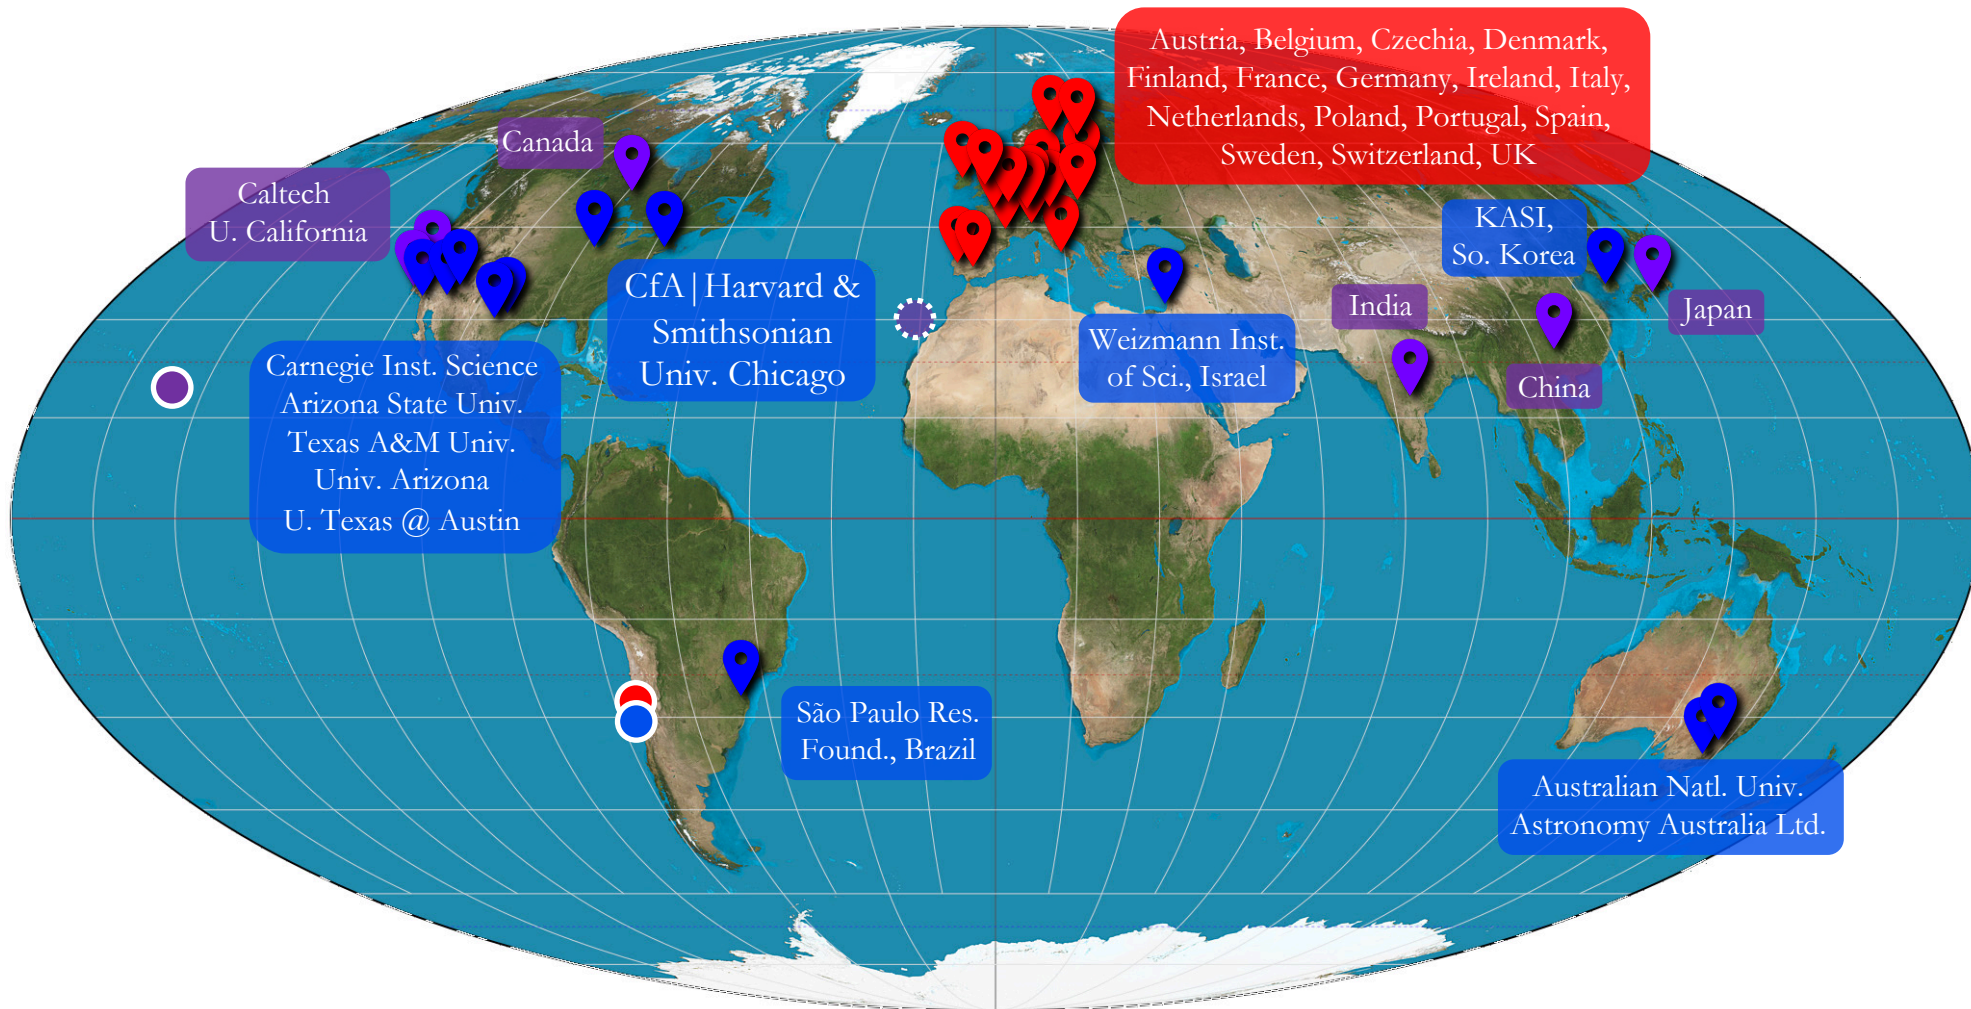 Austria, Belgium, Czechia, Denmark,
Finland, France, Germany, Ireland, Italy,
Netherlands, Poland, Portugal, Spain,
Sweden, Switzerland, UK
Canada
Caltech
U. California
KASI,
So. Korea
CfA|Harvard &
Smithsonian
Univ. Chicago
India
Japan
Weizmann Inst.
of Sci., Israel
China
Carnegie Inst. Science
Arizona State Univ.
Texas A&M Univ.
Univ. Arizona
U. Texas @ Austin
São Paulo Res.
Found., Brazil
Australian Natl. Univ.
Astronomy Australia Ltd.